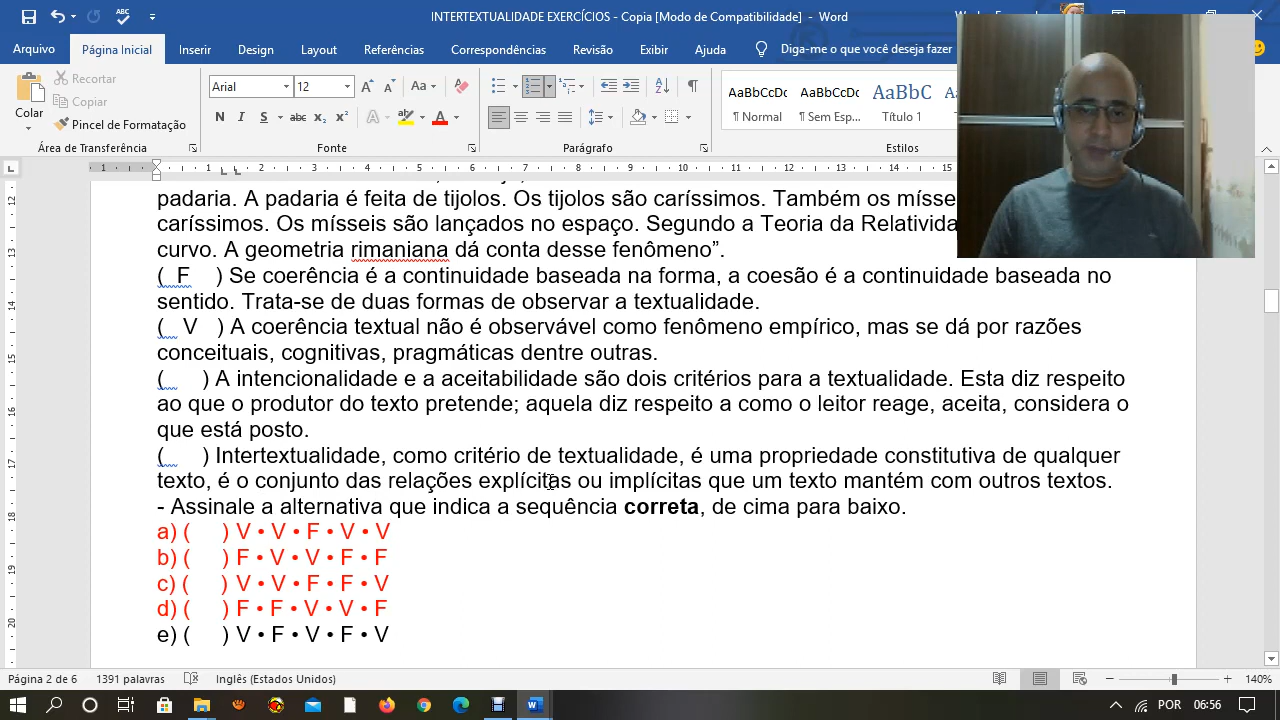 INTERTEXTUALIDADE EXERCÍCIOS - Copia [Modo de Compatibilidade] - Word
Arquivo Página Inicial Inserir Design Layout Referências Correspondências Revisão Exibir Ajuda Diga-me o que você deseja fazer
Colar
Recortar
Copiar
Pincel de Formatação
Área de Transferência
Arial 12
Fonte
Parágrafo
AaBbCcDc AaBbCcDc AaBbC
¶ Normal ¶ Sem Esp... Título 1
Estilos
padaria. A padaria é feita de tijolos. Os tijolos são caríssimos. Também os mísse
caríssimos. Os mísseis são lançados no espaço. Segundo a Teoria da Relativida
curvo. A geometria rimaniana dá conta desse fenômeno”.
( F ) Se coerência é a continuidade baseada na forma, a coesão é a continuidade baseada no
sentido. Trata-se de duas formas de observar a textualidade.
( V ) A coerência textual não é observável como fenômeno empírico, mas se dá por razões
conceituais, cognitivas, pragmáticas dentre outras.
( ) A intencionalidade e a aceitabilidade são dois critérios para a textualidade. Esta diz respeito
ao que o produtor do texto pretende; aquela diz respeito a como o leitor reage, aceita, considera o
que está posto.
( ) Intertextualidade, como critério de textualidade, é uma propriedade constitutiva de qualquer
texto, é o conjunto das relações explícitas ou implícitas que um texto mantém com outros textos.
- Assinale a alternativa que indica a sequência correta, de cima para baixo.
a) ( ) V • V • F • V • V
b) ( ) F • V • V • F • F
c) ( ) V • V • F • F • V
d) ( ) F • F • V • V • F
e) ( ) V • F • V • F • V
Página 2 de 6 1391 palavras Inglês (Estados Unidos) 140%
POR 06:56